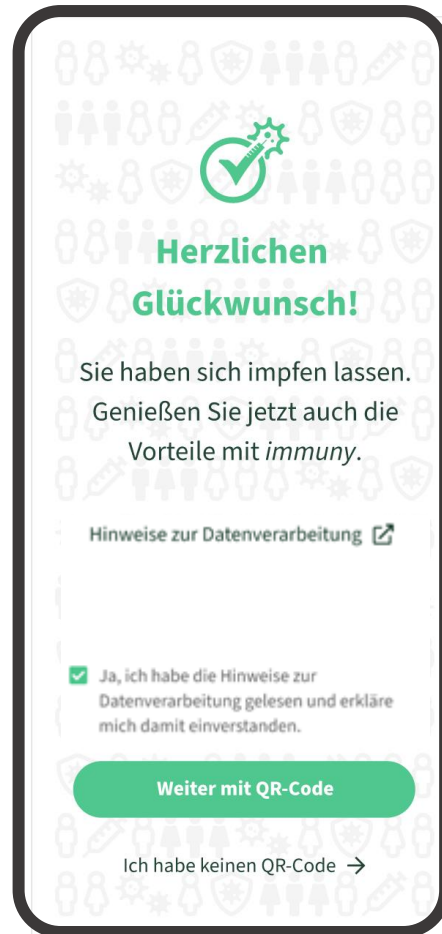 Herzlichen
Glückwunsch!
Sie haben sich impfen lassen.
Genießen Sie jetzt auch die
Vorteile mit immuny.
Hinweise zur Datenverarbeitung
Ja, ich habe die Hinweise zur
Datenverarbeitung gelesen und erkläre
mich damit einverstanden.
Weiter mit QR-Code
Ich habe keinen QR-Code →